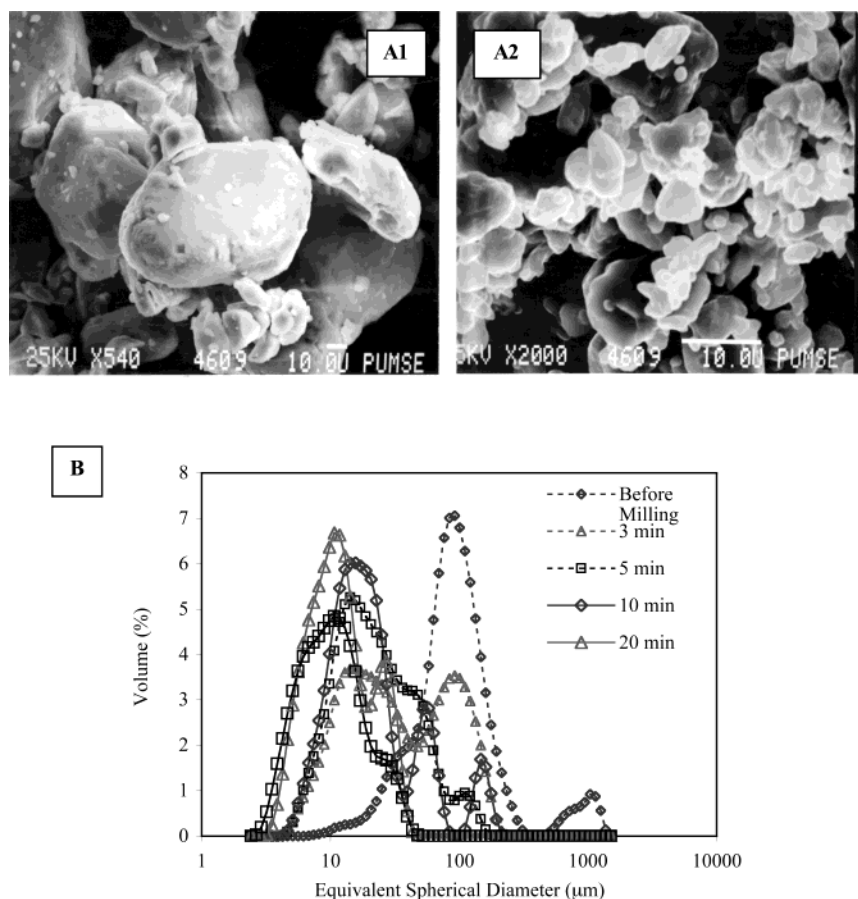 A1
A2
25KV X540 4609 10.0U PUMSE
5KV X2000 4609 10.0U PUMSE
B
8
7
6
5
4
3
2
1
0
Volume (%)
Before
Milling
3 min
5 min
10 min
20 min
1
10
100
1000
10000
Equivalent Spherical Diameter (μm)